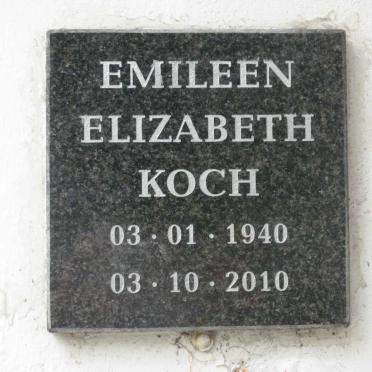 EMILEEN
ELIZABETH
KOCH
03 · 01 · 1940
03 · 10 · 2010